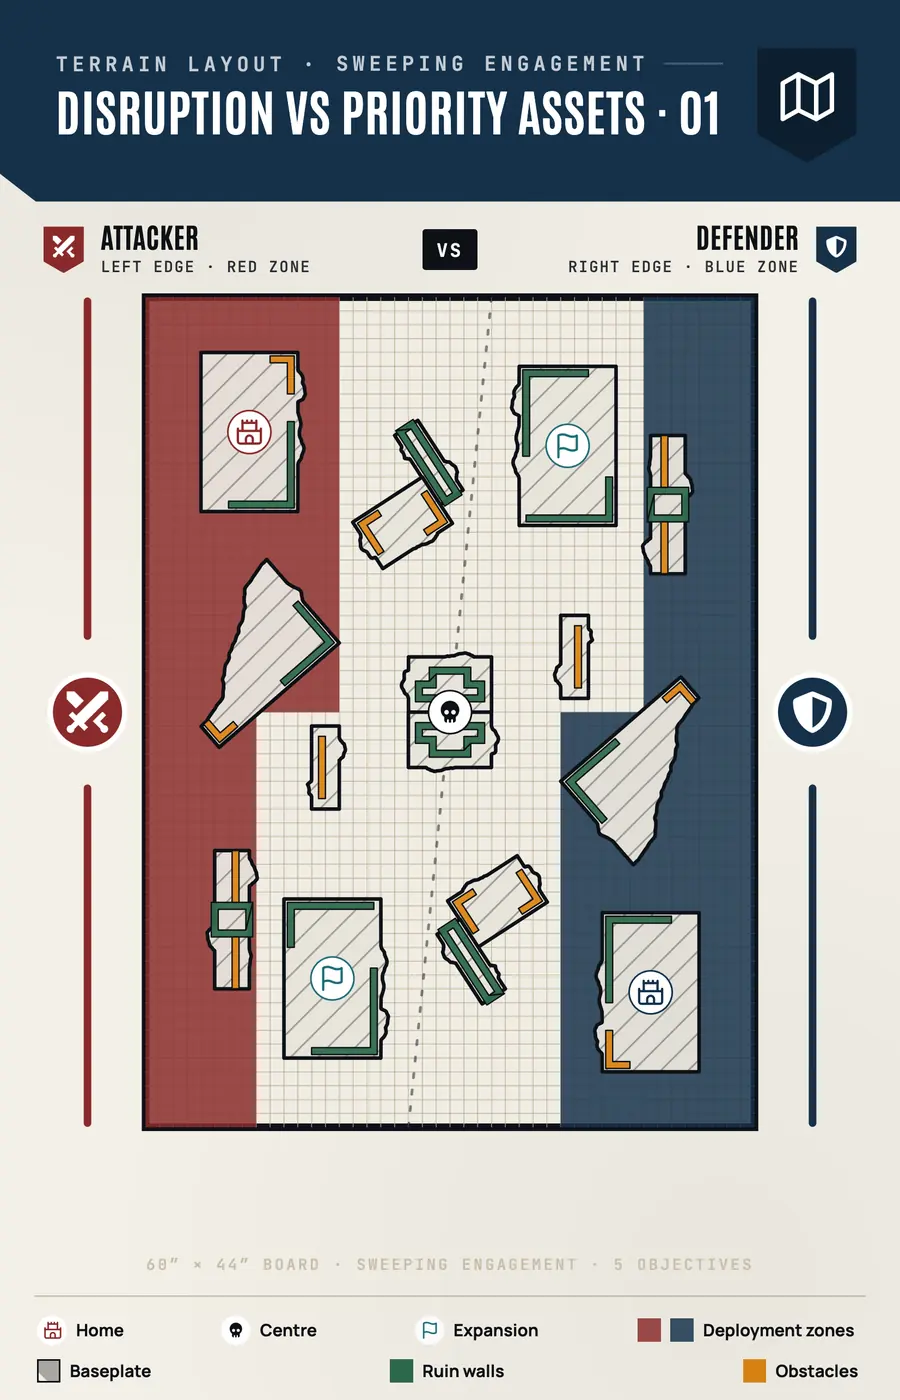 TERRAIN LAYOUT · SWEEPING ENGAGEMENT
DISRUPTION VS PRIORITY ASSETS · 01
ATTACKER
LEFT EDGE · RED ZONE
VS
DEFENDER
RIGHT EDGE · BLUE ZONE
60″ × 44″ BOARD · SWEEPING ENGAGEMENT · 5 OBJECTIVES
Home
Centre
Expansion
Deployment zones
Baseplate
Ruin walls
Obstacles